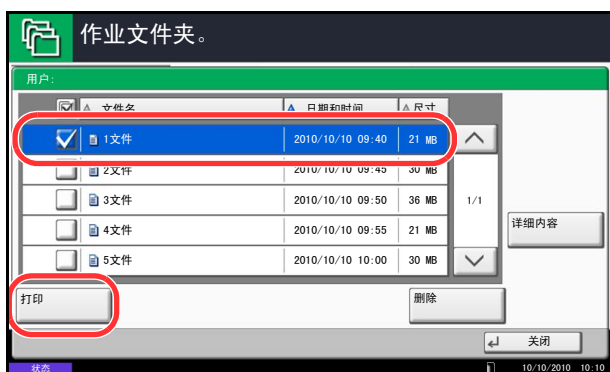 作业文件夹。
用户:
文件名 日期和时间 尺寸
1文件 2010/10/10 09:40 21 MB
2文件 2010/10/10 09:45 30 MB
3文件 2010/10/10 09:50 36 MB 1/1
4文件 2010/10/10 09:55 21 MB 详细内容
5文件 2010/10/10 10:00 30 MB
打印 删除
关闭
状态 10/10/2010 10:10